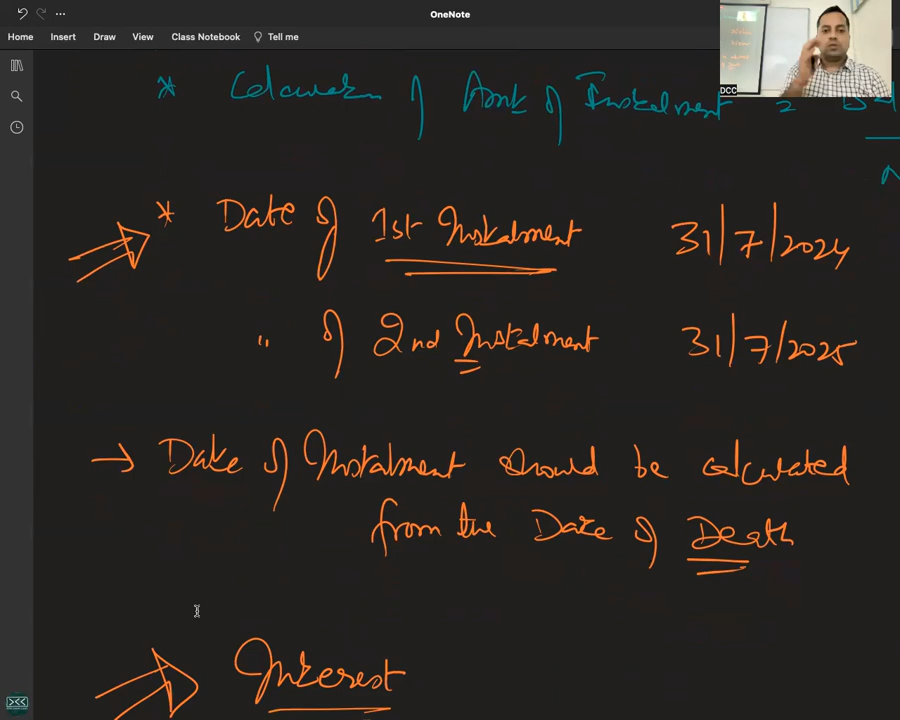 OneNote
Home Insert Draw View Class Notebook Tell me
DCC
* Calculation of Amt of Instalment =
* Date of 1st Instalment 31/7/2024
" of 2nd Instalment 31/7/2025
→ Date of Instalment should be calculated
from the Date of Death
Interest